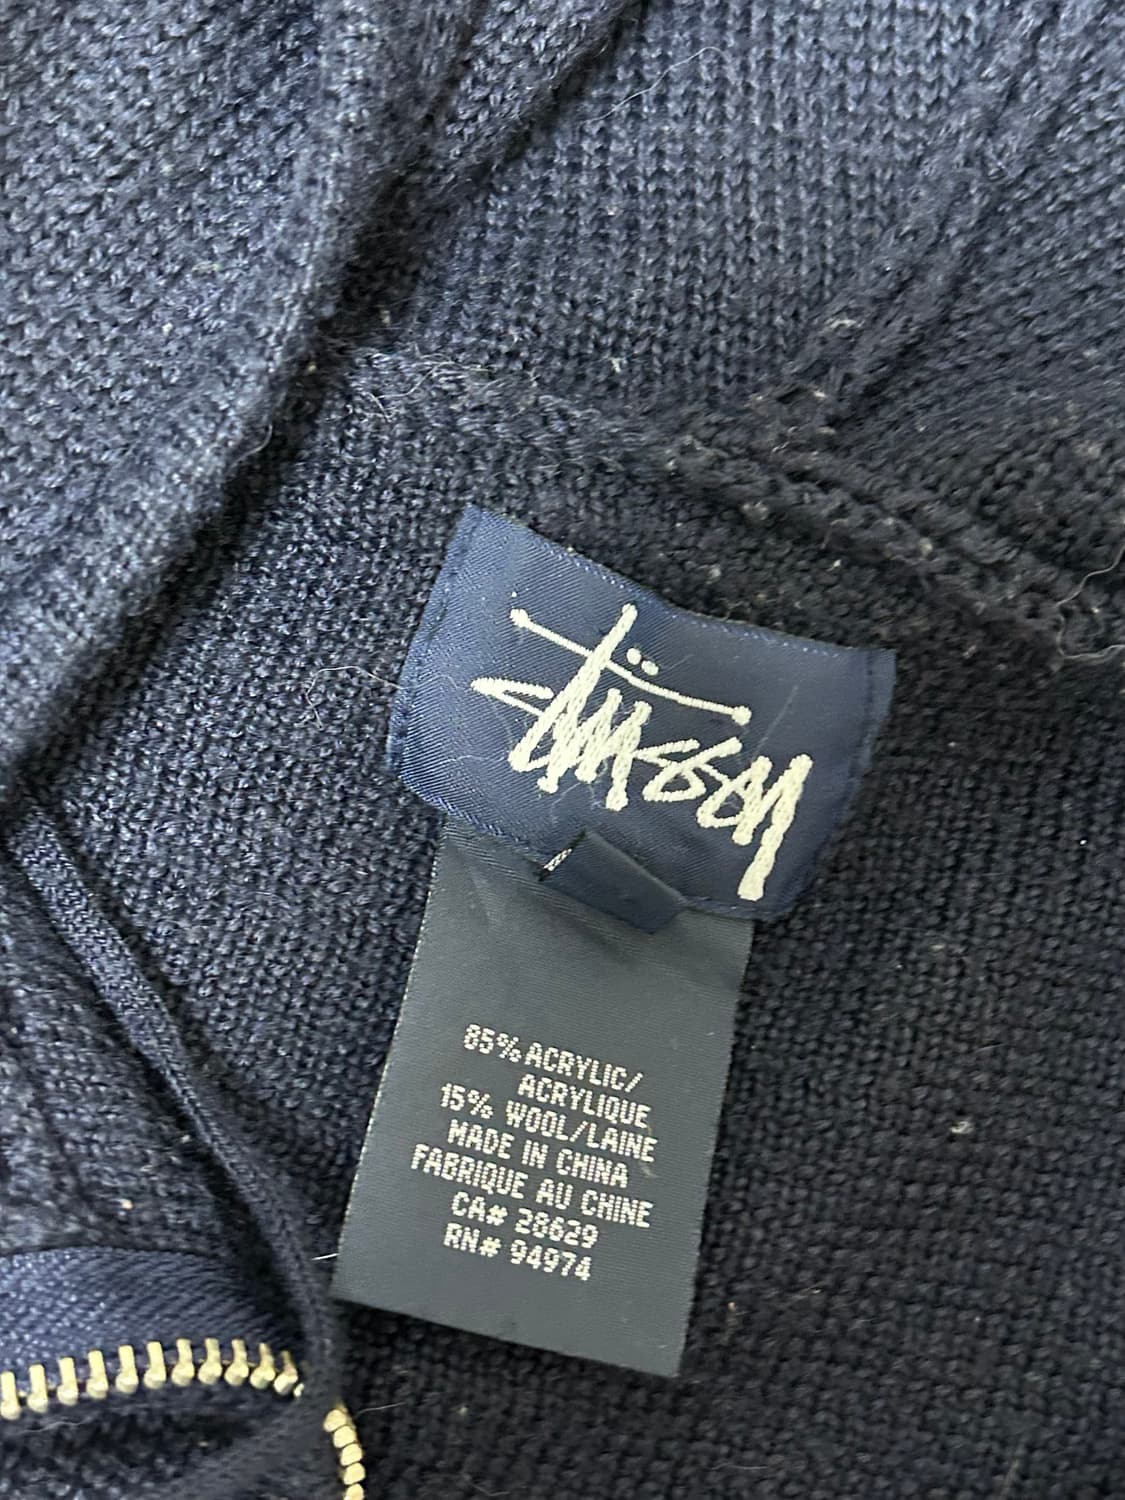 Stüssy
85% ACRYLIC/
ACRYLIQUE
15% WOOL/LAINE
MADE IN CHINA
FABRIQUE AU CHINE
CA# 28629
RN# 94974